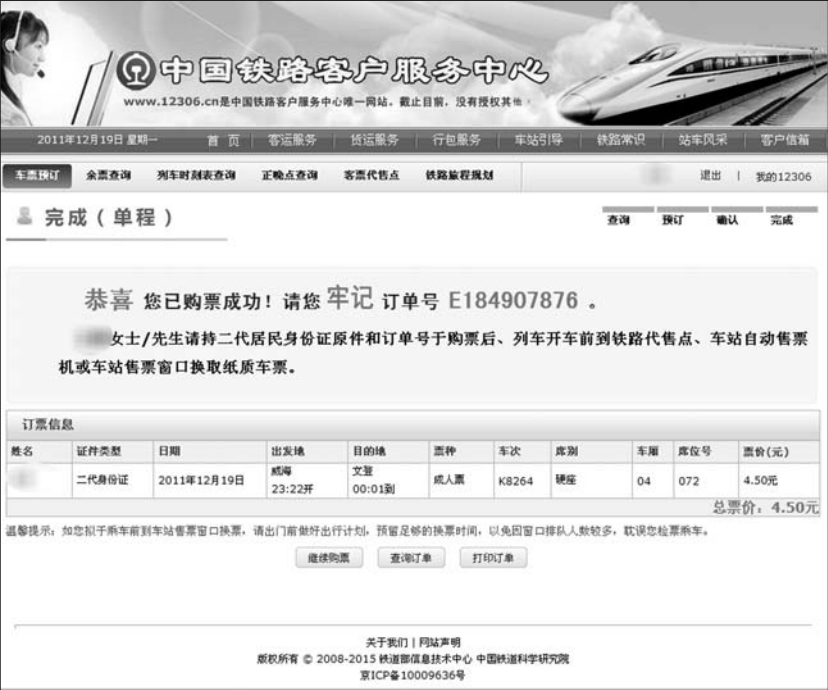 中国铁路客户服务中心
www.12306.cn是中国铁路客户服务中心唯一网站。截止目前，没有授权其他
2011年12月19日 星期一 首 页 客运服务 货运服务 行包服务 车站引导 铁路常识 站车风采 客户信箱
车票预订 余票查询 列车时刻表查询 正晚点查询 客票代售点 铁路旅程规划 退出 | 我的12306
完成（单程） 查询 预订 确认 完成
恭喜 您已购票成功！请您 牢记 订单号 E184907876 。
女士/先生请持二代居民身份证原件和订单号于购票后、列车开车前到铁路代售点、车站自动售票
机或车站售票窗口换取纸质车票。
订票信息
姓名 证件类型 日期 出发地 目的地 票种 车次 席别 车厢 席位号 票价(元)
二代身份证 2011年12月19日 威海 文登 成人票 K8264 硬座 04 072 4.50元
23:22开 00:01到
总票价：4.50元
温馨提示：如您拟于乘车前到车站售票窗口换票，请出门前做好出行计划，预留足够的换票时间，以免因窗口排队人数较多，耽误您检票乘车。
继续购票 查询订单 打印订单
关于我们 | 网站声明
版权所有 © 2008-2015 铁道部信息技术中心 中国铁道科学研究院
京ICP备10009636号